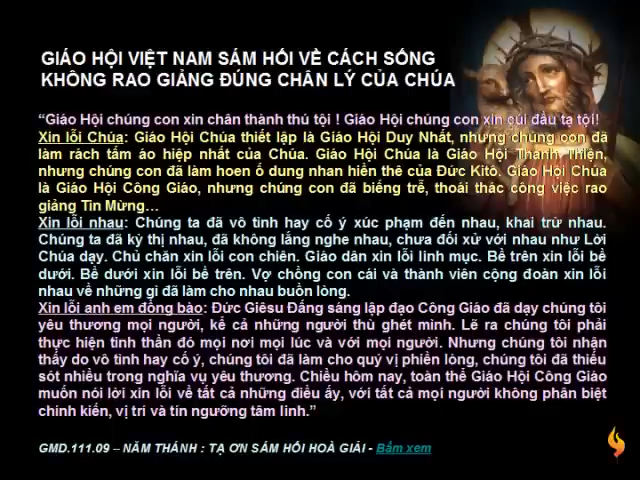 GIÁO HỘI VIỆT NAM SÁM HỐI VỀ CÁCH SỐNG
KHÔNG RAO GIẢNG ĐÚNG CHÂN LÝ CỦA CHÚA
“Giáo Hội chúng con xin chân thành thú tội ! Giáo Hội chúng con xin cúi đầu tạ tội!
Xin lỗi Chúa: Giáo Hội Chúa thiết lập là Giáo Hội Duy Nhất, nhưng chúng con đã
làm rách tấm áo hiệp nhất của Chúa. Giáo Hội Chúa là Giáo Hội Thánh Thiện,
nhưng chúng con đã làm hoen ố dung nhan hiền thê của Đức Kitô. Giáo Hội Chúa
là Giáo Hội Công Giáo, nhưng chúng con đã biếng trễ, thoái thác công việc rao
giảng Tin Mừng…
Xin lỗi nhau: Chúng ta đã vô tình hay cố ý xúc phạm đến nhau, khai trừ nhau.
Chúng ta đã kỳ thị nhau, đã không lắng nghe nhau, chưa đối xử với nhau như Lời
Chúa dạy. Chủ chăn xin lỗi con chiên. Giáo dân xin lỗi linh mục. Bề trên xin lỗi bề
dưới. Bề dưới xin lỗi bề trên. Vợ chồng con cái và thành viên cộng đoàn xin lỗi
nhau về những gì đã làm cho nhau buồn lòng.
Xin lỗi anh em đồng bào: Đức Giêsu Đấng sáng lập đạo Công Giáo đã dạy chúng tôi
yêu thương mọi người, kể cả những người thù ghét mình. Lẽ ra chúng tôi phải
thực hiện tinh thần đó mọi nơi mọi lúc và với mọi người. Nhưng chúng tôi nhận
thấy do vô tình hay cố ý, chúng tôi đã làm cho quý vị phiền lòng, chúng tôi đã thiếu
sót nhiều trong nghĩa vụ yêu thương. Chiều hôm nay, toàn thể Giáo Hội Công Giáo
muốn nói lời xin lỗi về tất cả những điều ấy, với tất cả mọi người không phân biệt
chính kiến, vị trí và tín ngưỡng tâm linh.”
GMD.111.09 – NĂM THÁNH : TẠ ƠN SÁM HỐI HOÀ GIẢI - Bấm xem